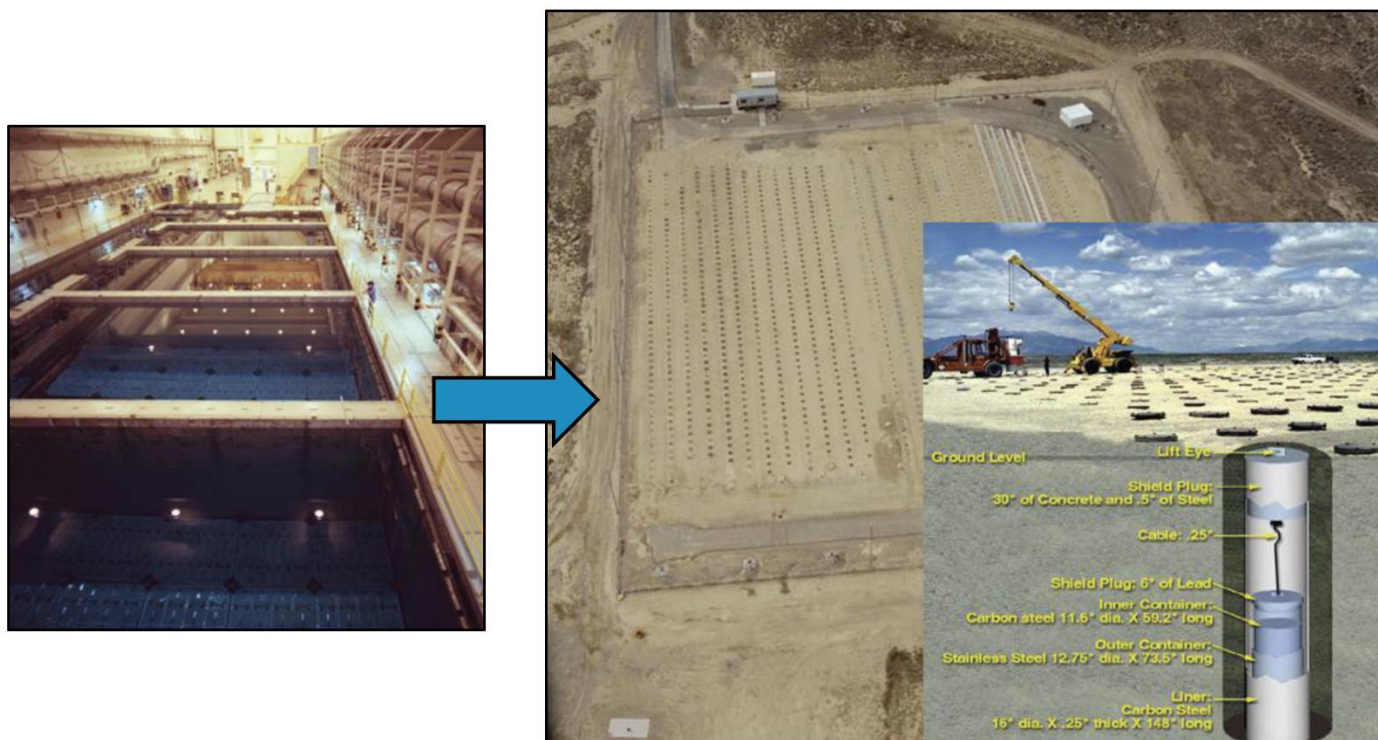 Ground Level
Lift Eye
Shield Plug:
30" of Concrete and .5" of Steel
Cable: .25"
Shield Plug: 6" of Lead
Inner Container:
Carbon steel 11.5" dia. X 59.2" long
Outer Container:
Stainless Steel 12.75" dia. X 73.5" long
Liner:
Carbon Steel
16" dia. X .25" thick X 148" long